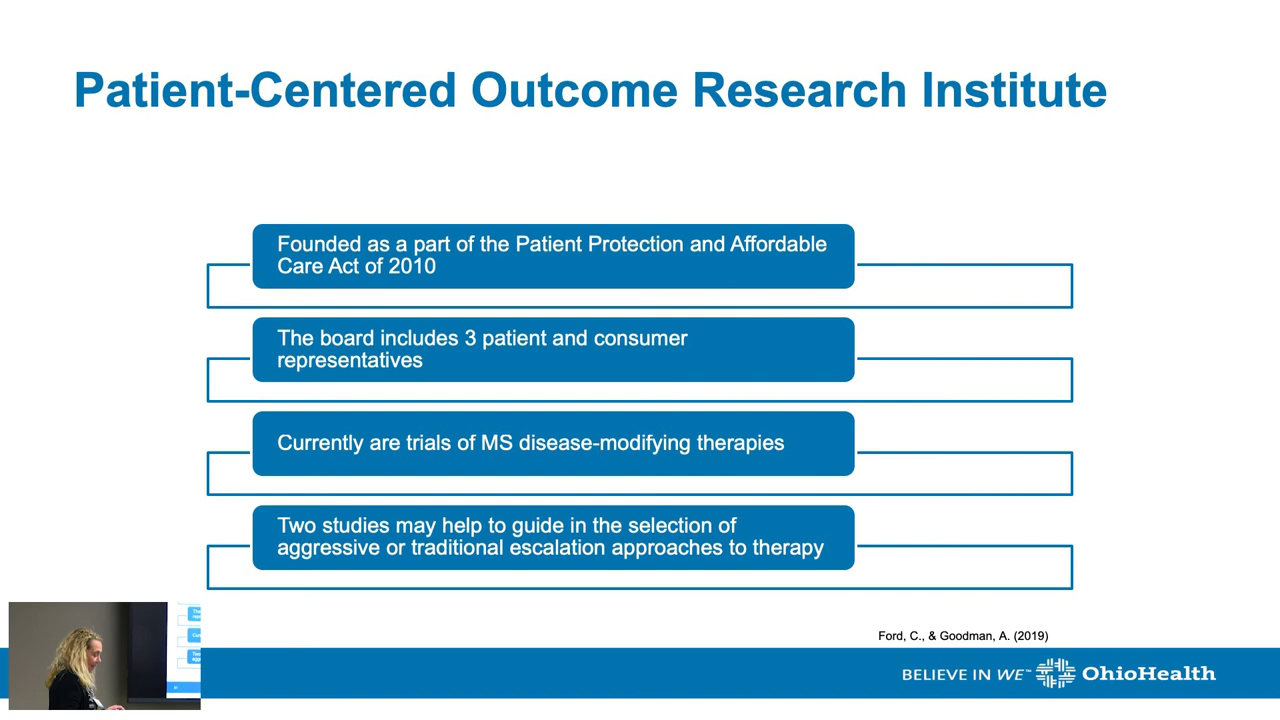 Patient-Centered Outcome Research Institute
Founded as a part of the Patient Protection and Affordable
Care Act of 2010
The board includes 3 patient and consumer
representatives
Currently are trials of MS disease-modifying therapies
Two studies may help to guide in the selection of
aggressive or traditional escalation approaches to therapy
Ford, C., & Goodman, A. (2019)
BELIEVE IN WE™ OhioHealth